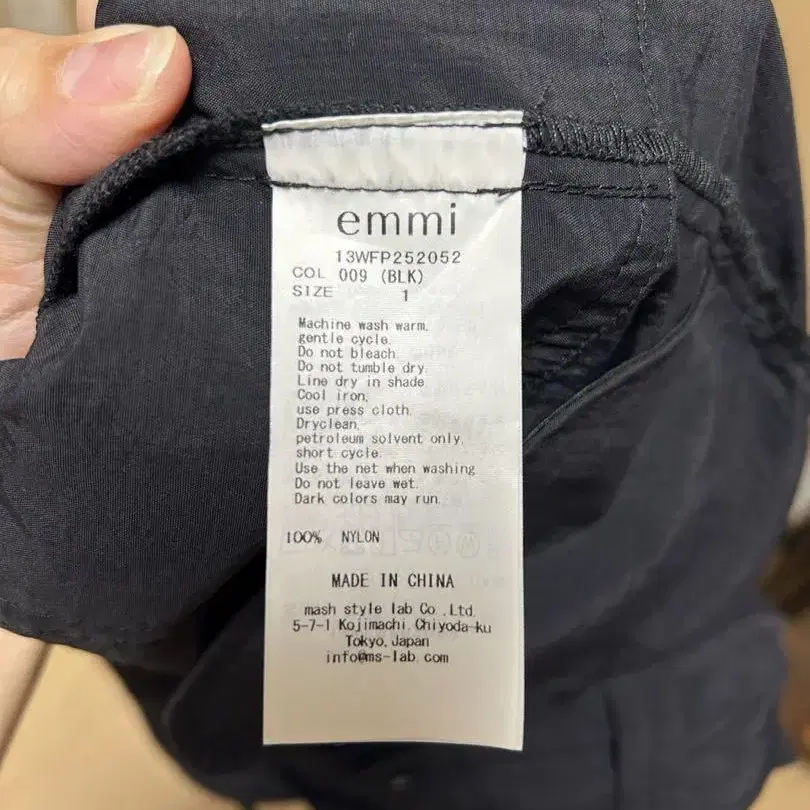 emmi
13WFP252052
COL 009 (BLK)
SIZE 1
Machine wash warm.
gentle cycle.
Do not bleach.
Do not tumble dry.
Line dry in shade
Cool iron,
use press cloth.
Dryclean,
petroleum solvent only,
short cycle.
Use the net when washing
Do not leave wet.
Dark colors may run.
100% NYLON
MADE IN CHINA
mash style lab Co.,Ltd.
5-7-1 Kojimachi,Chiyoda-ku
Tokyo,Japan
info@ms-lab.com